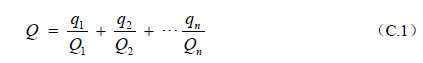 Q = q₁/Q₁ + q₂/Q₂ + ⋯ qₙ/Qₙ （C.1）